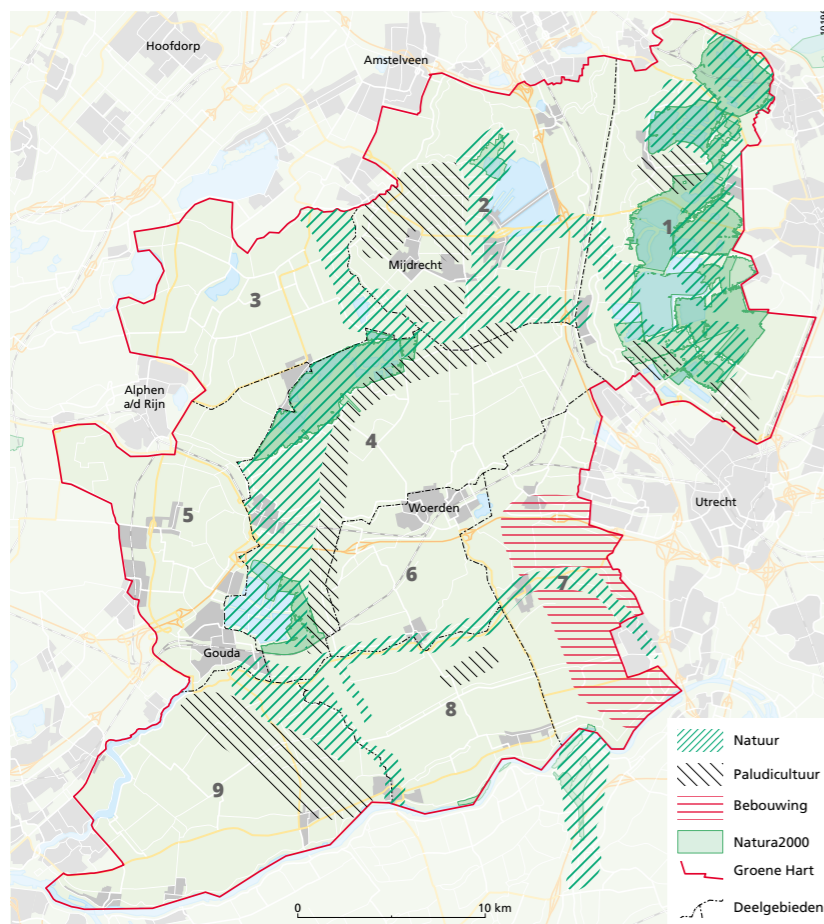 Hoofdorp
Amstelveen
2
1
Mijdrecht
3
Alphen
a/d Rijn
4
5
Woerden
Utrecht
6
7
Gouda
8
9
Natuur
Paludicultuur
Bebouwing
Natura2000
Groene Hart
Deelgebieden
0
10 km